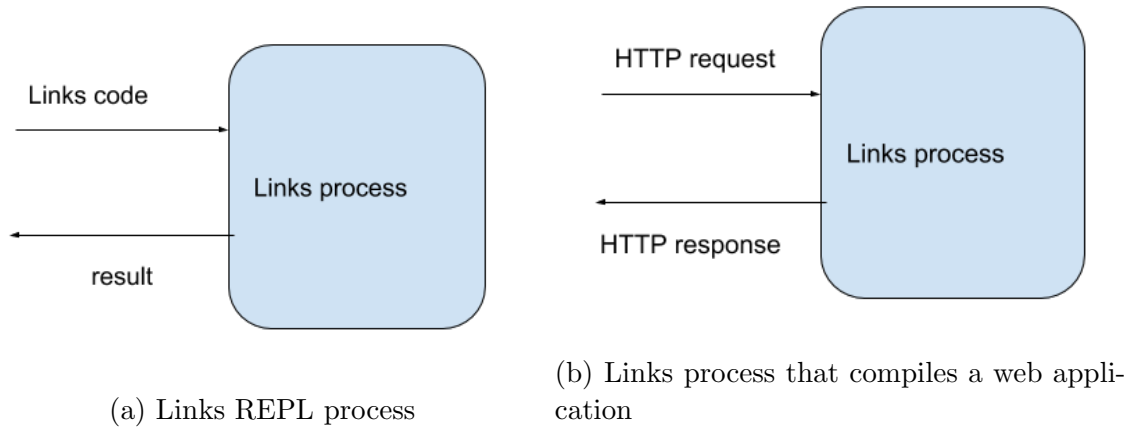 Links code
Links process
result
(a) Links REPL process
HTTP request
Links process
HTTP response
(b) Links process that compiles a web appli-
cation